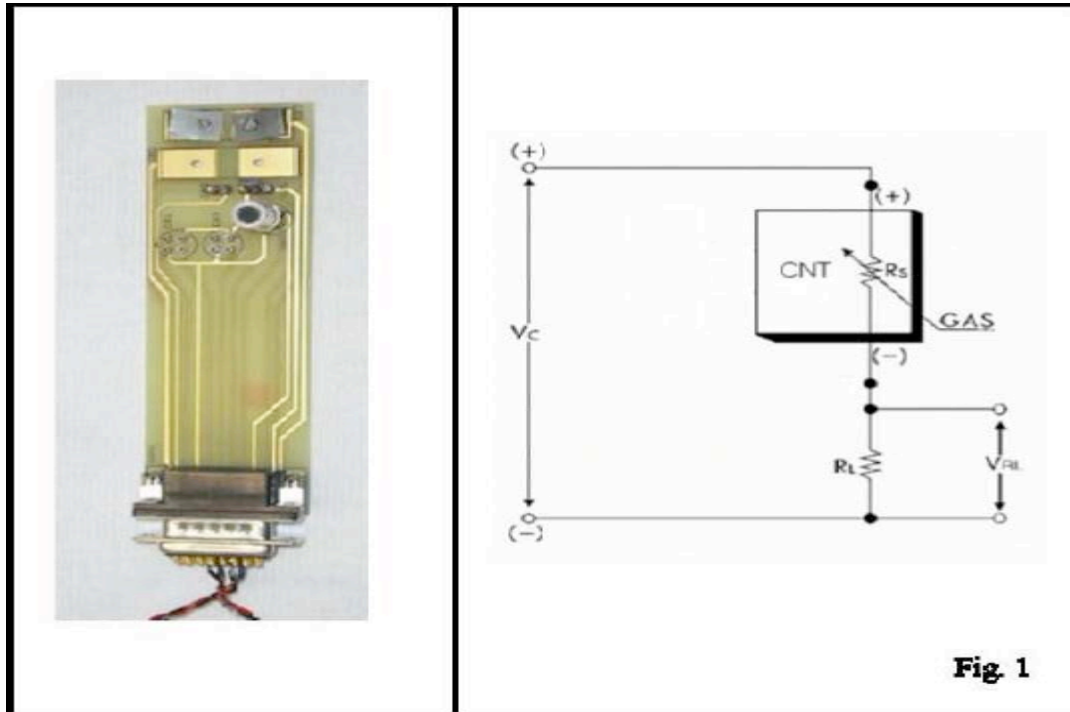 (+)
(+)
CNT
Rs
GAS
Vc
(-)
RL
VRL
(-)
Fig. 1